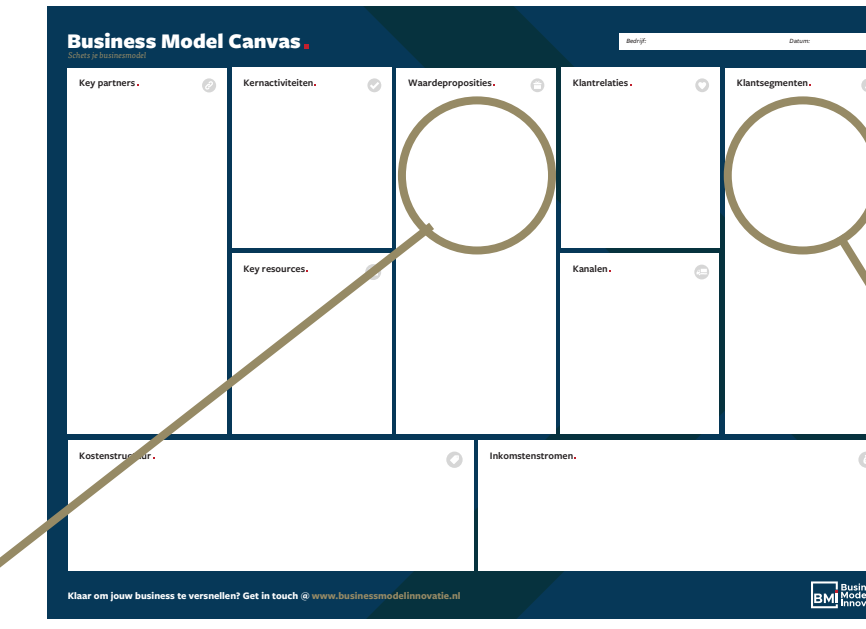 Business Model Canvas.
Schets je businesmodel
Bedrijf:
Datum:
Key partners.
Kernactiviteiten.
Waardeproposities.
Klantrelaties.
Klantsegmenten.
Key resources.
Kanalen.
Inkomstenstromen.
Klaar om jouw business te versnellen? Get in touch @ www.businessmodelinnovatie.nl
BMI